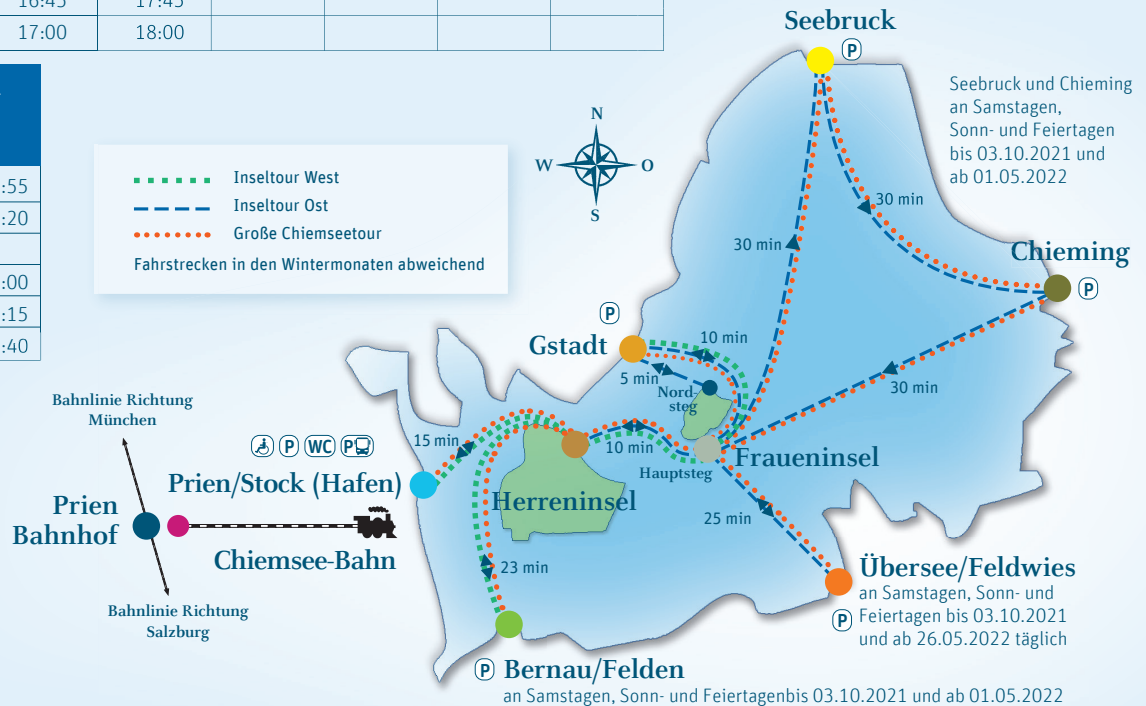 16:45 17:45
17:00 18:00
:55
:20
:00
:15
:40
Seebruck
P
Seebruck und Chieming
an Samstagen,
Sonn- und Feiertagen
bis 03.10.2021 und
ab 01.05.2022
N
W O
S
Inseltour West
Inseltour Ost
Große Chiemseetour
Fahrstrecken in den Wintermonaten abweichend
30 min
30 min
Chieming
P
P
Gstadt
10 min
5 min
Nord-
steg
30 min
Bahnlinie Richtung
München
P WC P
15 min
10 min
Fraueninsel
Hauptsteg
Prien/Stock (Hafen)
Herreninsel
Prien
Bahnhof
Chiemsee-Bahn
25 min
23 min
Übersee/Feldwies
an Samstagen, Sonn- und
P Feiertagen bis 03.10.2021
und ab 26.05.2022 täglich
Bahnlinie Richtung
Salzburg
P Bernau/Felden
an Samstagen, Sonn- und Feiertagenbis 03.10.2021 und ab 01.05.2022